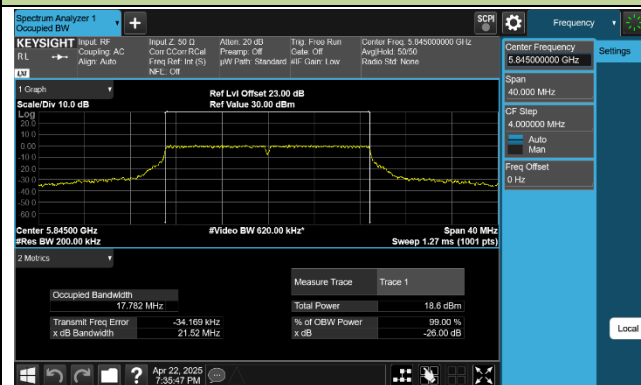 Spectrum Analyzer 1
Occupied BW
+
SCPI
Frequency
KEYSIGHT
RL
LXI
Input: RF
Coupling: AC
Align: Auto
Input Z: 50 Ω
Corr CCorr RCal
Freq Ref: Int (S)
NFE: Off
Atten: 20 dB
Preamp: Off
µW Path: Standard
Trig: Free Run
Gate: Off
#IF Gain: Low
Center Freq: 5.845000000 GHz
Avg|Hold: 50/50
Radio Std: None
Center Frequency
5.845000000 GHz
Settings
Span
40.000 MHz
CF Step
4.000000 MHz
Auto
Man
Freq Offset
0 Hz
Local
1 Graph
Scale/Div 10.0 dB
Ref Lvl Offset 23.00 dB
Ref Value 30.00 dBm
Log
20.0
10.0
0.00
-10.0
-20.0
-30.0
-40.0
-50.0
-60.0
Center 5.84500 GHz
#Video BW 620.00 kHz*
Span 40 MHz
#Res BW 200.00 kHz
Sweep 1.27 ms (1001 pts)
2 Metrics
Measure Trace
Trace 1
Occupied Bandwidth
17.782 MHz
Total Power
18.6 dBm
Transmit Freq Error
-34.169 kHz
% of OBW Power
99.00 %
x dB Bandwidth
21.52 MHz
x dB
-26.00 dB
?
Apr 22, 2025
7:35:47 PM